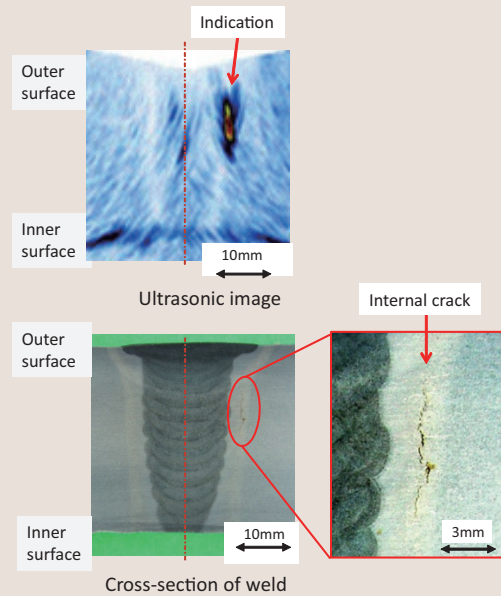 Indication
Outer
surface
Inner
surface
10mm
Ultrasonic image
Internal crack
Outer
surface
Inner
surface
10mm
3mm
Cross-section of weld